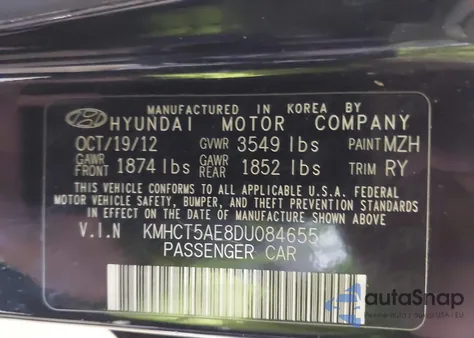 MANUFACTURED IN KOREA BY
HYUNDAI MOTOR COMPANY
OCT/19/12 GVWR 3549 lbs PAINT MZH
GAWR FRONT 1874 lbs GAWR REAR 1852 lbs TRIM RY
THIS VEHICLE CONFORMS TO ALL APPLICABLE U.S.A. FEDERAL
MOTOR VEHICLE SAFETY, BUMPER, AND THEFT PREVENTION STANDARDS
IN EFFECT ON THE DATE OF MANUFACTURE SHOWN ABOVE.
V.I.N KMHCT5AE8DU084655
PASSENGER CAR
autoSnap